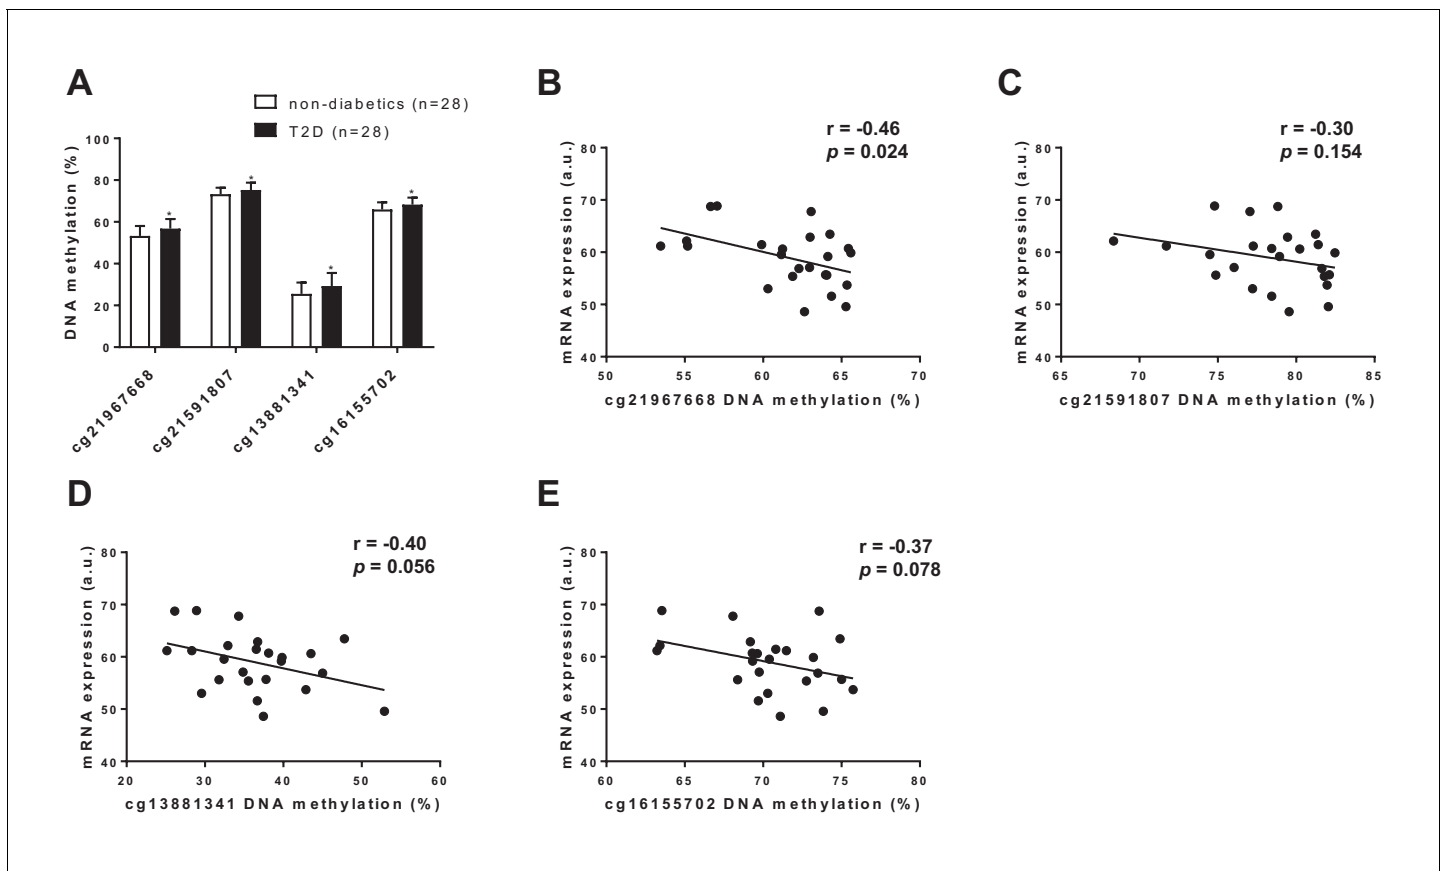 A
non-diabetics (n=28)
T2D (n=28)
DNA methylation (%)
100
80
60
40
20
0
*
*
*
*
cg21967668
cg21591807
cg13881341
cg16155702
B
r = -0.46
p = 0.024
mRNA expression (a.u.)
80
70
60
50
40
50 55 60 65 70
cg21967668 DNA methylation (%)
C
r = -0.30
p = 0.154
mRNA expression (a.u.)
80
70
60
50
40
65 70 75 80 85
cg21591807 DNA methylation (%)
D
r = -0.40
p = 0.056
mRNA expression (a.u.)
80
70
60
50
40
20 30 40 50 60
cg13881341 DNA methylation (%)
E
r = -0.37
p = 0.078
mRNA expression (a.u.)
80
70
60
50
40
60 65 70 75 80
cg16155702 DNA methylation (%)